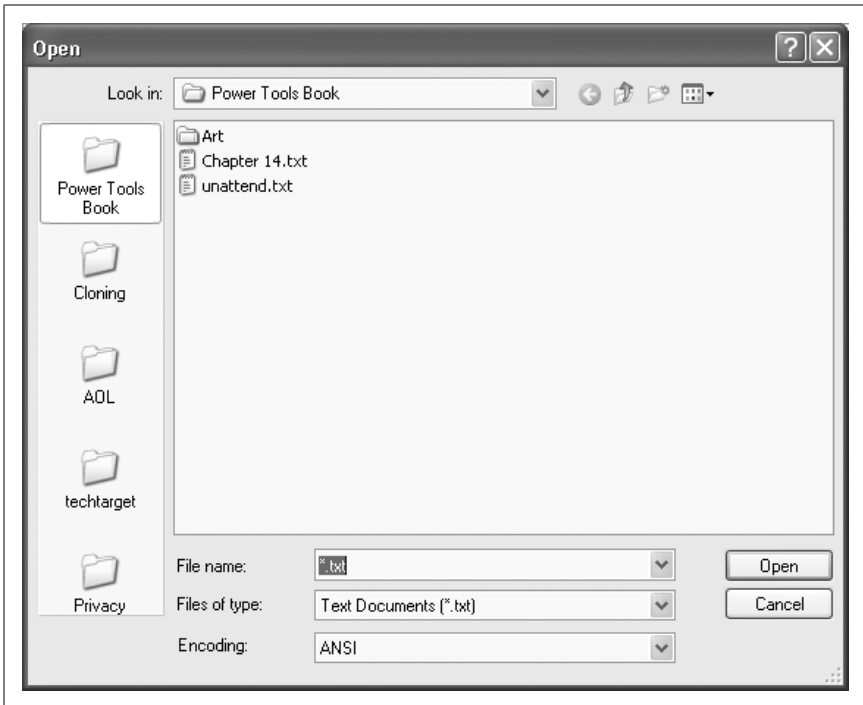 Open
Look in: Power Tools Book
Power Tools
Book
Cloning
AOL
techtarget
Privacy
Art
Chapter 14.txt
unattend.txt
File name: *.txt Open
Files of type: Text Documents (*.txt) Cancel
Encoding: ANSI